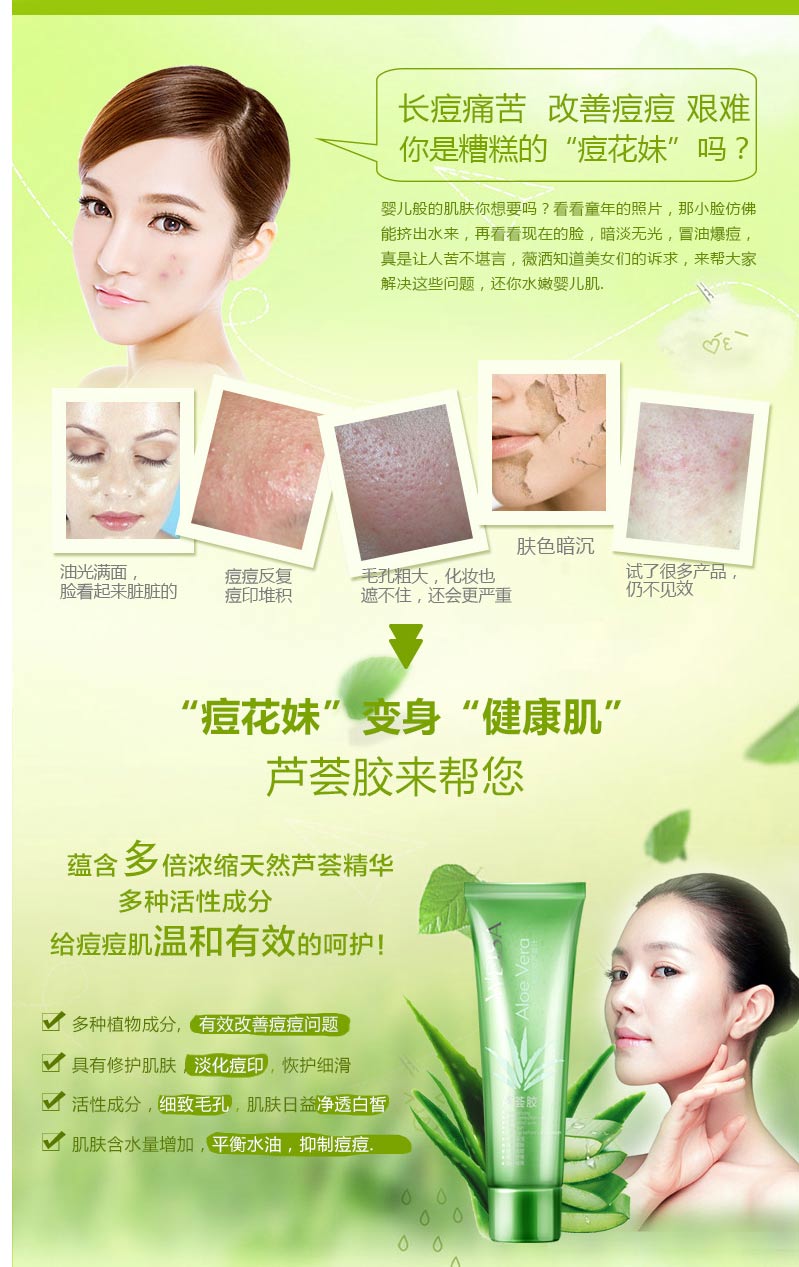 长痘痛苦 改善痘痘 艰难
你是糟糕的“痘花妹”吗？
婴儿般的肌肤你想要吗？看看童年的照片，那小脸仿佛
能挤出水来，再看看现在的脸，暗淡无光，冒油爆痘，
真是让人苦不堪言，薇洒知道美女们的诉求，来帮大家
解决这些问题，还你水嫩婴儿肌.
油光满面，
脸看起来脏脏的
痘痘反复
痘印堆积
毛孔粗大，化妆也
遮不住，还会更严重
肤色暗沉
试了很多产品，
仍不见效
“痘花妹”变身“健康肌”
芦荟胶来帮您
蕴含多倍浓缩天然芦荟精华
多种活性成分
给痘痘肌温和有效的呵护！
多种植物成分，有效改善痘痘问题
具有修护肌肤，淡化痘印，恢护细滑
活性成分，细致毛孔，肌肤日益净透白皙
肌肤含水量增加，平衡水油，抑制痘痘.
Aloe Vera
荟胶